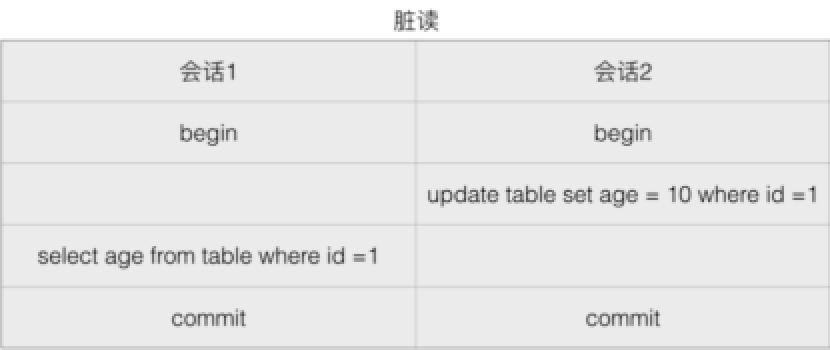 脏读
会话1 会话2
begin begin
update table set age = 10 where id =1
select age from table where id =1
commit commit